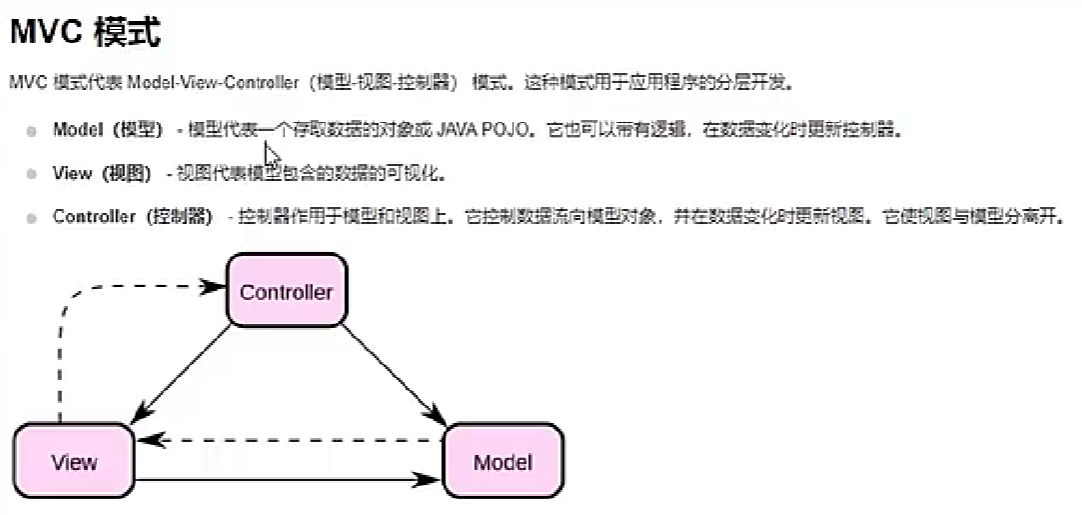 MVC 模式
MVC 模式代表 Model-View-Controller（模型-视图-控制器） 模式。这种模式用于应用程序的分层开发。
Model（模型） - 模型代表一个存取数据的对象或 JAVA POJO。它也可以带有逻辑，在数据变化时更新控制器。
View（视图） - 视图代表模型包含的数据的可视化。
Controller（控制器） - 控制器作用于模型和视图上。它控制数据流向模型对象，并在数据变化时更新视图。它使视图与模型分离开。
Controller
View
Model